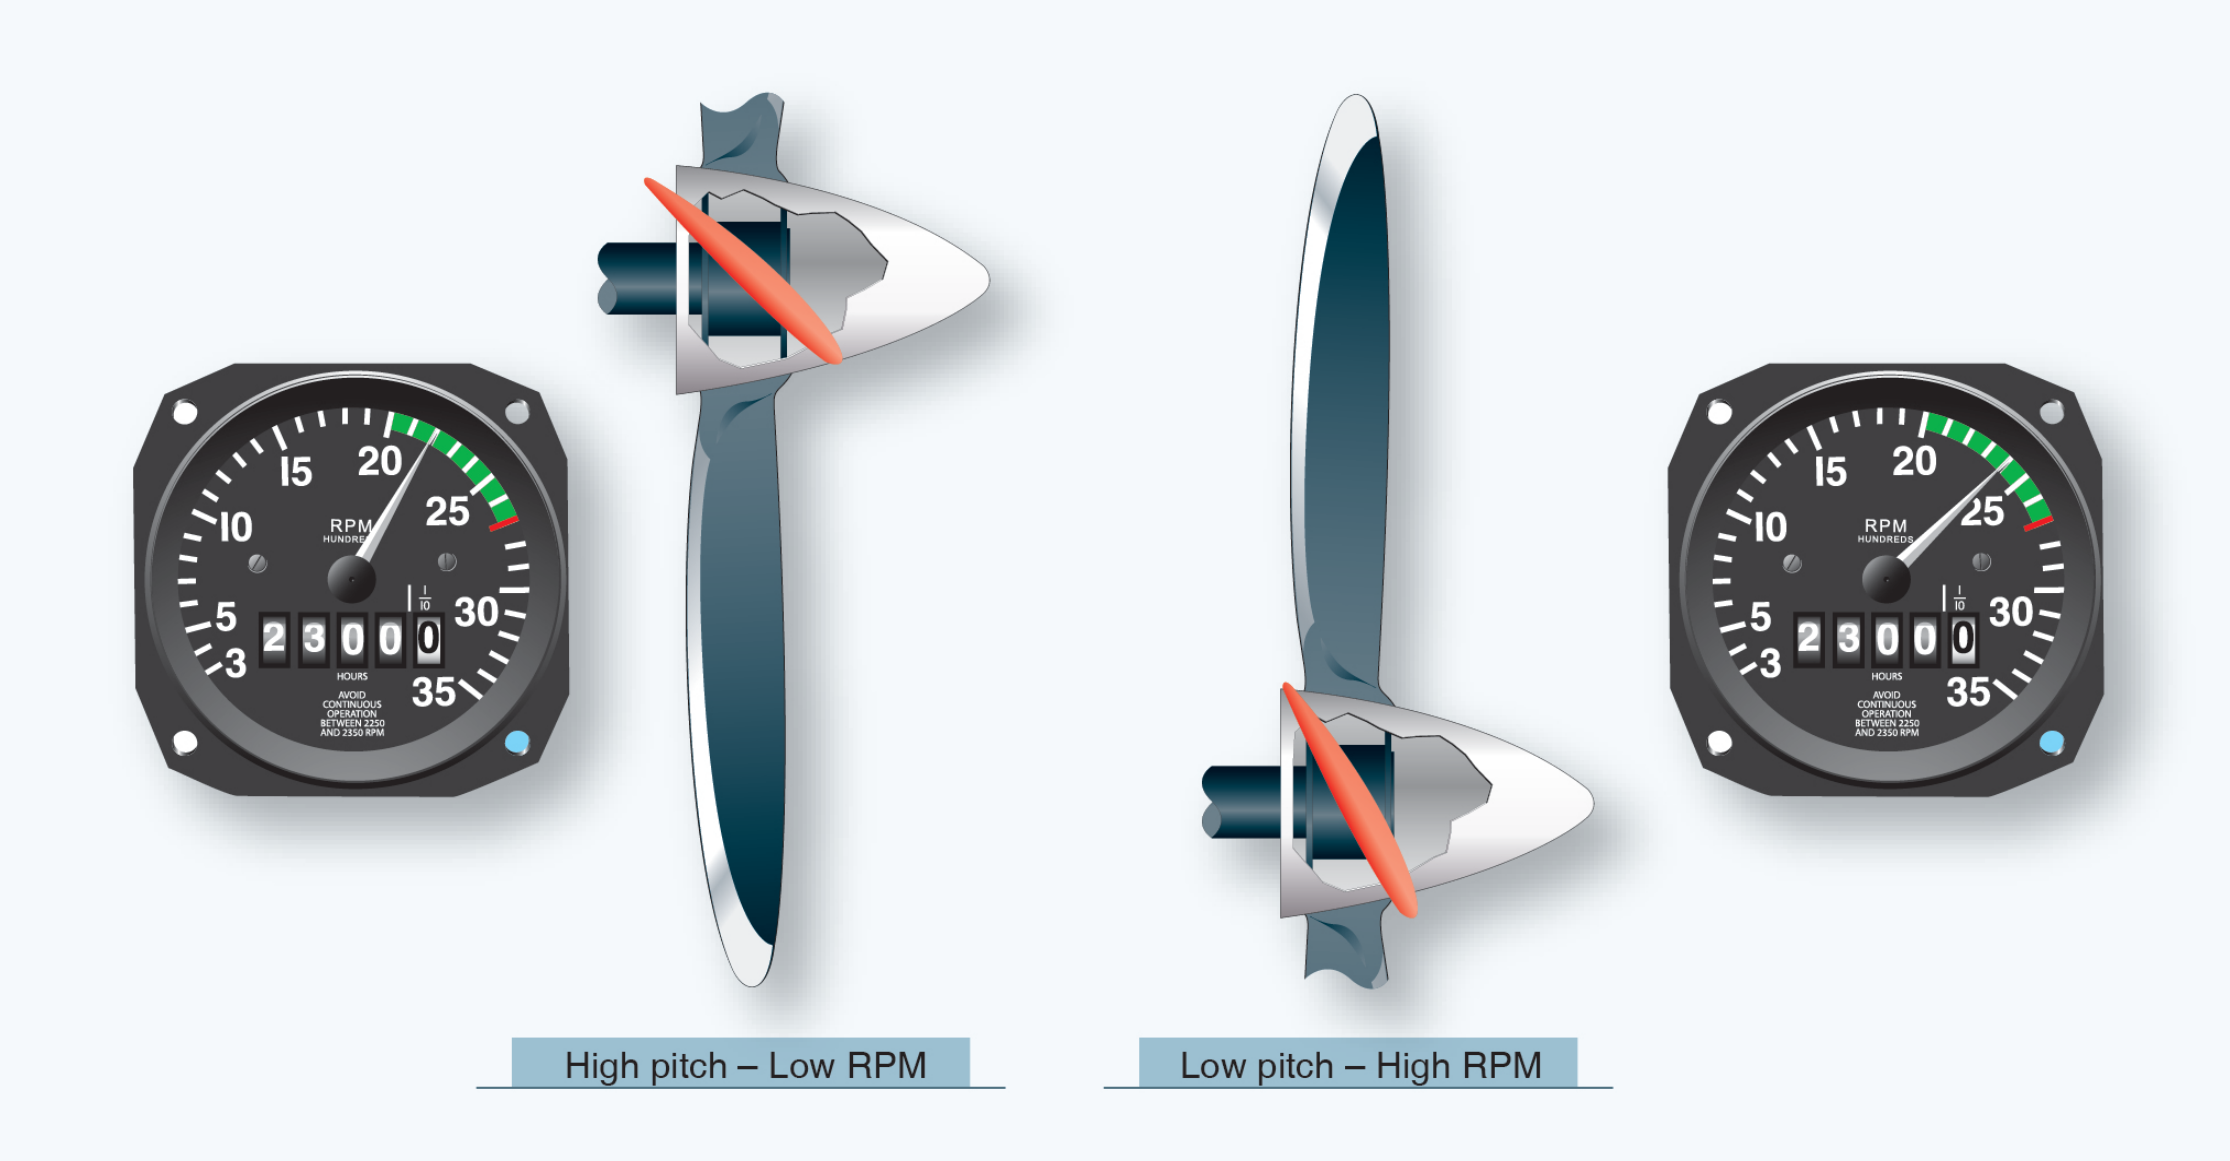 15
20
25
10
RPM
HUNDREDS
5
3
30
35
1
10
2 3 0 0 0
HOURS
AVOID
CONTINUOUS
OPERATION
BETWEEN 2250
AND 2350 RPM
High pitch – Low RPM
Low pitch – High RPM
15
20
25
10
RPM
HUNDREDS
5
3
30
35
1
10
2 3 0 0 0
HOURS
AVOID
CONTINUOUS
OPERATION
BETWEEN 2250
AND 2350 RPM